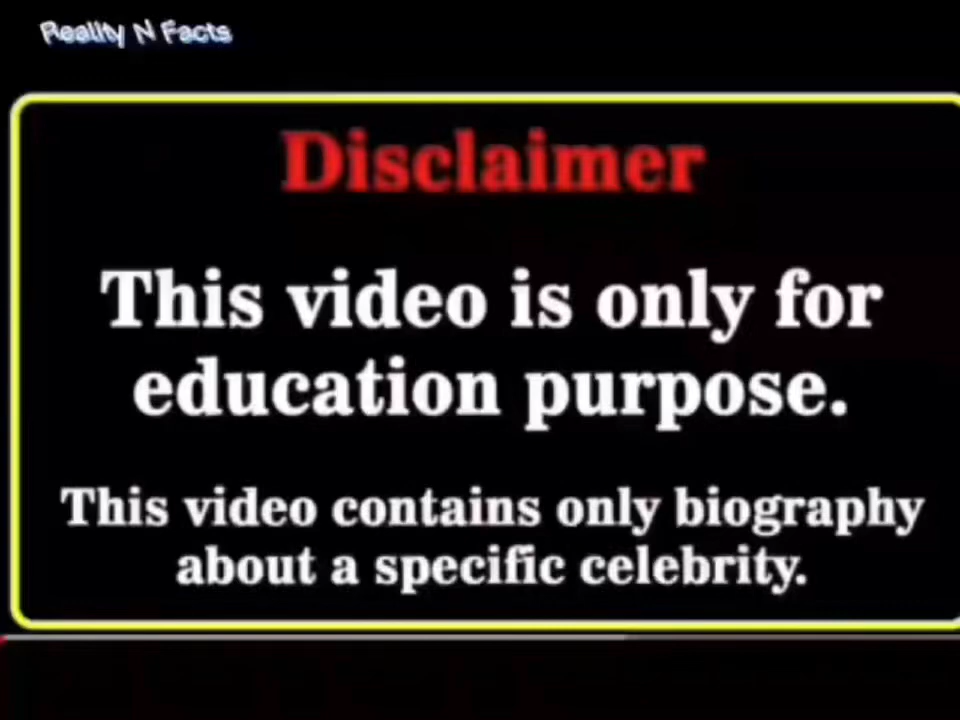 Reality N Facts
Disclaimer
This video is only for
education purpose.
This video contains only biography
about a specific celebrity.